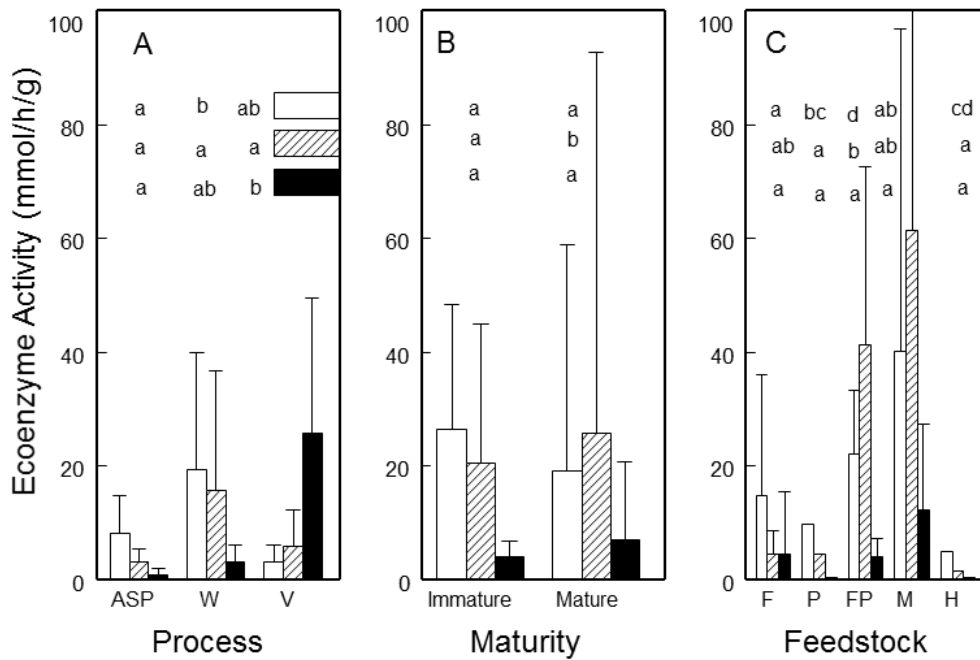 Ecoenzyme Activity (mmol/h/g)
A
100
80
60
40
20
0
a b ab
a a a
a ab b
ASP W V
Process
B
100
80
60
40
20
0
a a
a b
a a
Immature Mature
Maturity
C
100
80
60
40
20
0
a bc d ab cd
ab a b ab a
a a a a a
F P FP M H
Feedstock